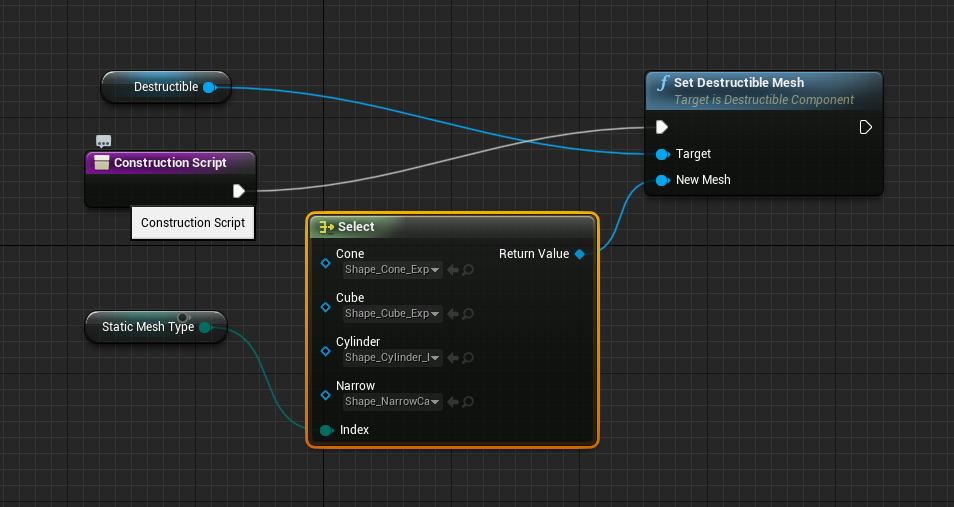 Destructible
Set Destructible Mesh
Target is Destructible Component
Target
New Mesh
Construction Script
Construction Script
Select
Cone
Shape_Cone_Exp
Return Value
Cube
Shape_Cube_Exp
Cylinder
Shape_Cylinder_
Narrow
Shape_NarrowCa
Index
Static Mesh Type